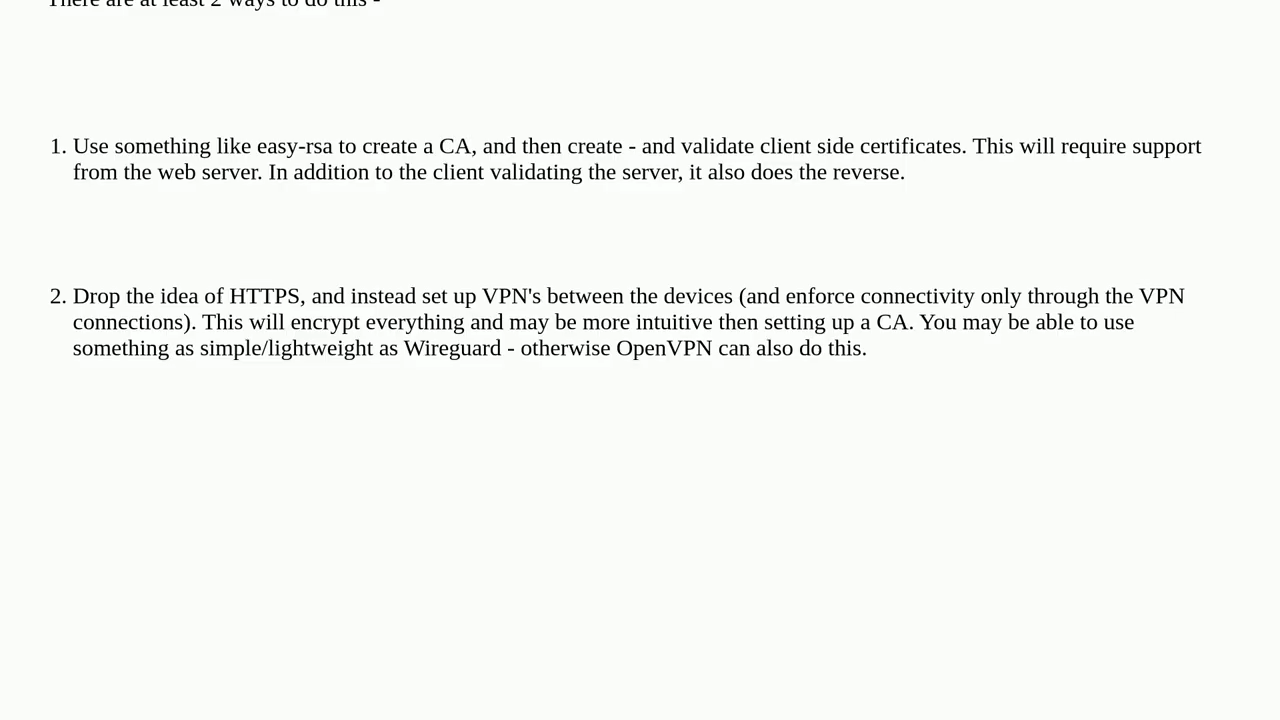 There are at least 2 ways to do this -
1. Use something like easy-rsa to create a CA, and then create - and validate client side certificates. This will require support
from the web server. In addition to the client validating the server, it also does the reverse.
2. Drop the idea of HTTPS, and instead set up VPN's between the devices (and enforce connectivity only through the VPN
connections). This will encrypt everything and may be more intuitive then setting up a CA. You may be able to use
something as simple/lightweight as Wireguard - otherwise OpenVPN can also do this.